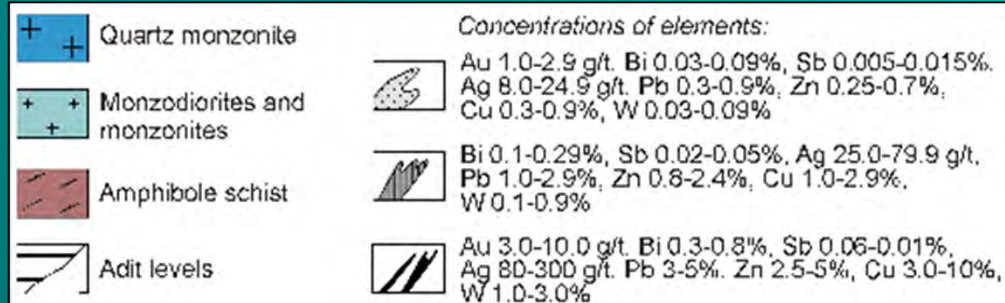 Quartz monzonite
Monzodiorites and
monzonites
Amphibole schist
Adit levels
Concentrations of elements:
Au 1.0-2.9 g/t. Bi 0.03-0.09%, Sb 0.005-0.015%.
Ag 8.0-24.9 g/t. Pb 0.3-0.9%, Zn 0.25-0.7%,
Cu 0.3-0.9%, W 0.03-0.09%
Bi 0.1-0.29%, Sb 0.02-0.05%, Ag 25.0-79.9 g/t,
Pb 1.0-2.9%, Zn 0.8-2.4%, Cu 1.0-2.9%,
W 0.1-0.9%
Au 3.0-10.0 g/t. Bi 0.3-0.8%, Sb 0.06-0.01%,
Ag 80-300 g/t. Pb 3-5%. Zn 2.5-5%, Cu 3.0-10%,
W 1.0-3.0%